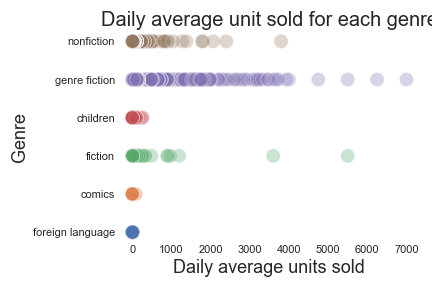 Daily average unit sold for each genre
nonfiction
genre fiction
children
fiction
comics
foreign language
Genre
0 1000 2000 3000 4000 5000 6000 7000
Daily average units sold